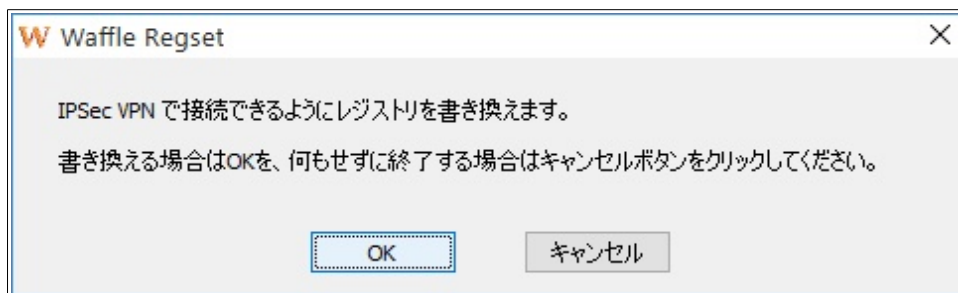 W Waffle Regset
IPSec VPN で接続できるようにレジストリを書き換えます。
書き換える場合はOKを、何もせずに終了する場合はキャンセルボタンをクリックしてください。
OK
キャンセル